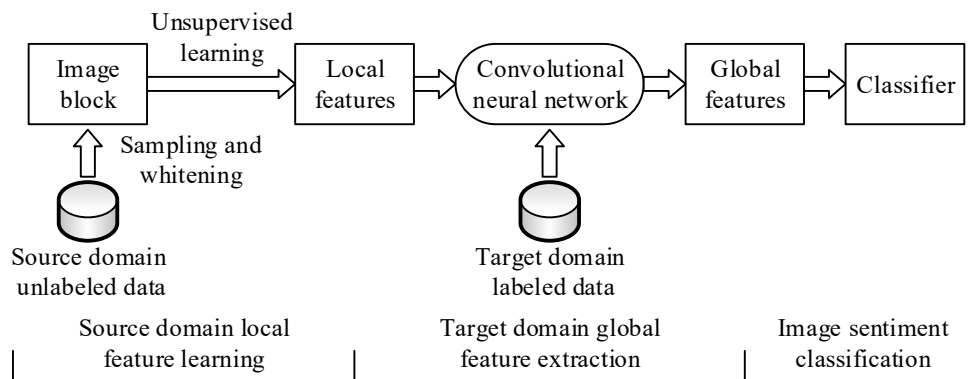 Unsupervised
learning
Image
block
Local
features
Convolutional
neural network
Global
features
Classifier
Sampling and
whitening
Source domain
unlabeled data
Target domain
labeled data
Source domain local
feature learning
Target domain global
feature extraction
Image sentiment
classification